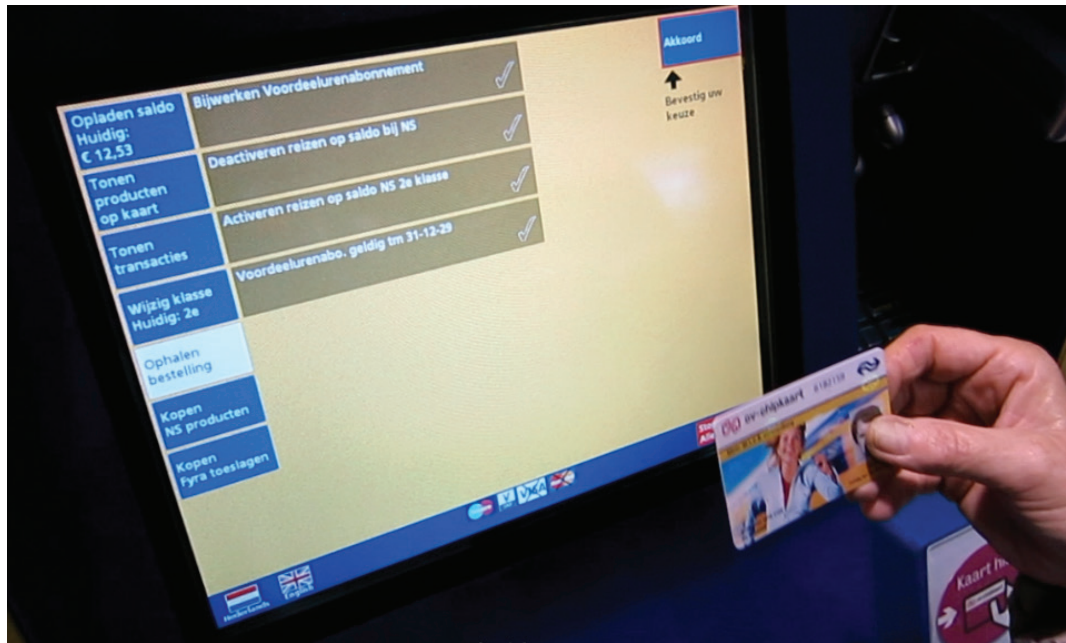 Opladen saldo
Huidig:
€ 12,53
Tonen
producten
op kaart
Tonen
transacties
Wijzig klasse
Huidig: 2e
Ophalen
bestelling
Kopen
NS producten
Kopen
Fyra toeslagen
Bijwerken Voordeelurenabonnement
Deactiveren reizen op saldo bij NS
Activeren reizen op saldo NS 2e klasse
Voordeelurenabo. geldig tm 31-12-29
Akkoord
Bevestig uw
keuze
Nederlands
English
ov-chipkaart
Kaart